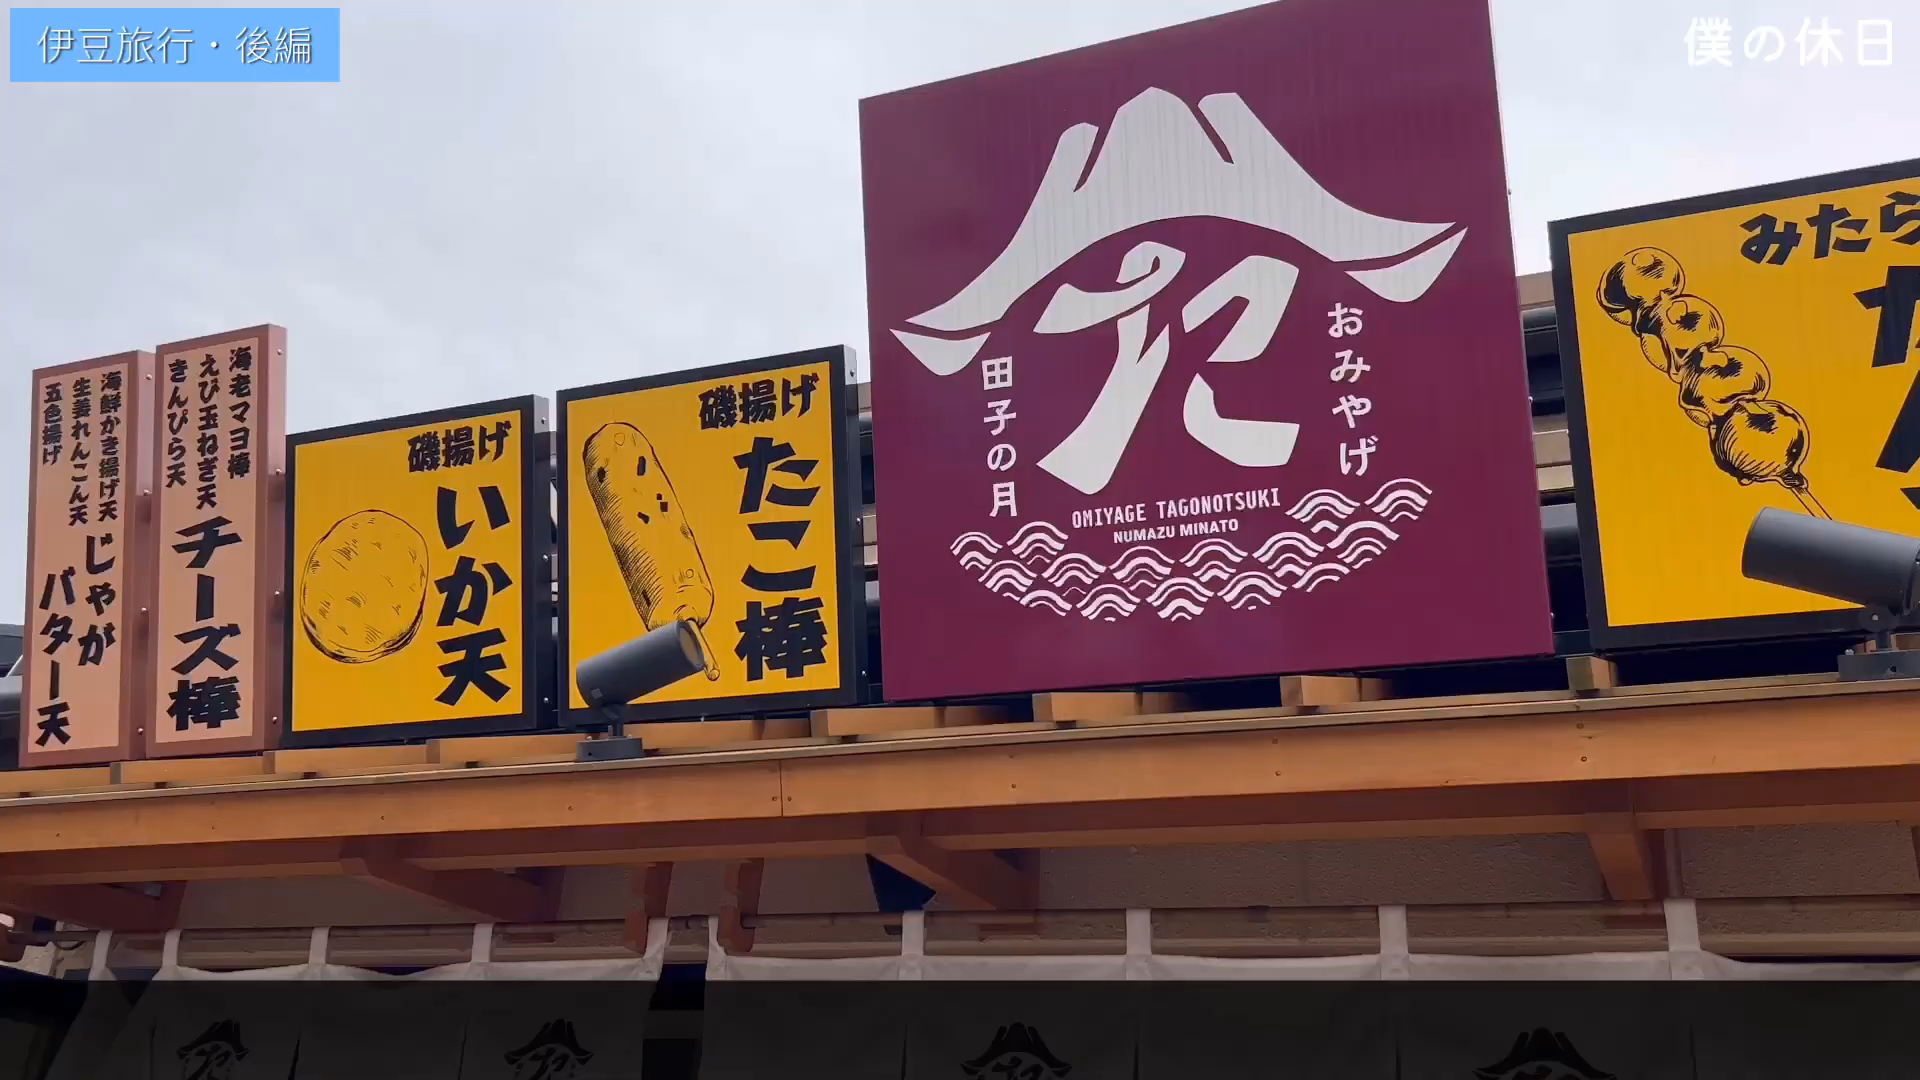 伊豆旅行・後編
僕の休日
海鮮かき揚げ天
生姜れんこん天
五色揚げ
じゃが
バター天
海老マヨ棒
えび玉ねぎ天
きんぴら天
チーズ棒
磯揚げ
いか天
磯揚げ
たこ棒
おみやげ
田子の月
OMIYAGE TAGONOTSUKI
NUMAZU MINATO
みたら